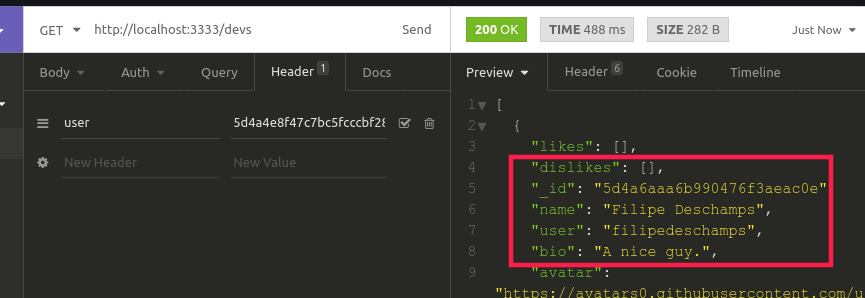 GET http://localhost:3333/devs Send 200 OK TIME 488 ms SIZE 282 B Just Now
Body Auth Query Header 1 Docs Preview Header 6 Cookie Timeline
user 5d4a4e8f47c7bc5fcccbf28
New Header New Value
1 [
2 {
3 "likes": [],
4 "dislikes": [],
5 "_id": "5d4a6aaa6b990476f3aeac0e"
6 "name": "Filipe Deschamps",
7 "user": "filipedeschamps",
8 "bio": "A nice guy.",
9 "avatar":
"https://avatars0.githubusercontent.com/u